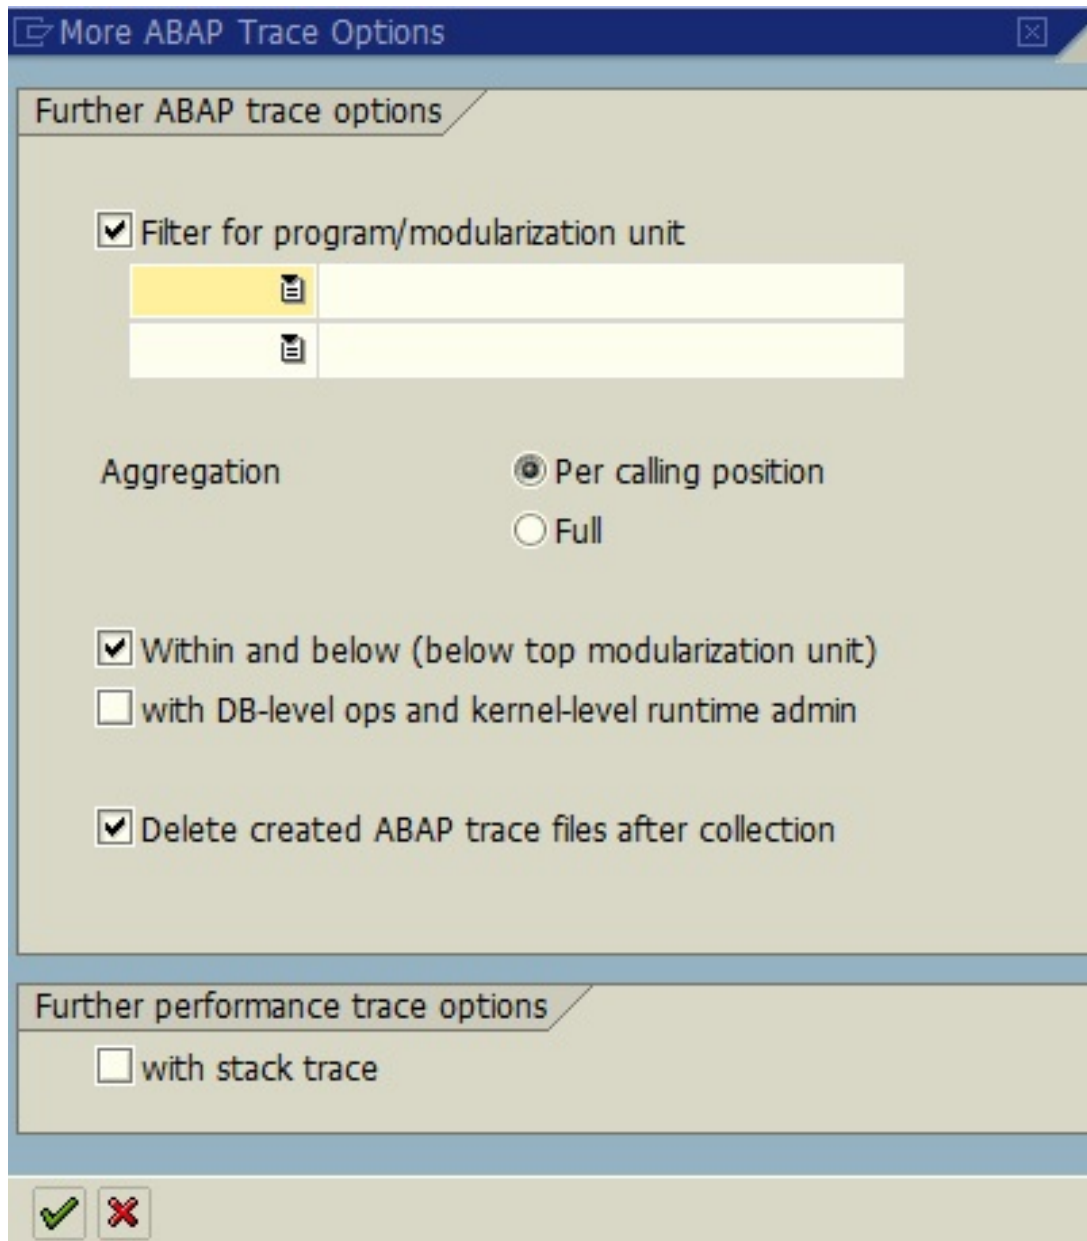 More ABAP Trace Options
Further ABAP trace options
Filter for program/modularization unit
Aggregation
Per calling position
Full
Within and below (below top modularization unit)
with DB-level ops and kernel-level runtime admin
Delete created ABAP trace files after collection
Further performance trace options
with stack trace